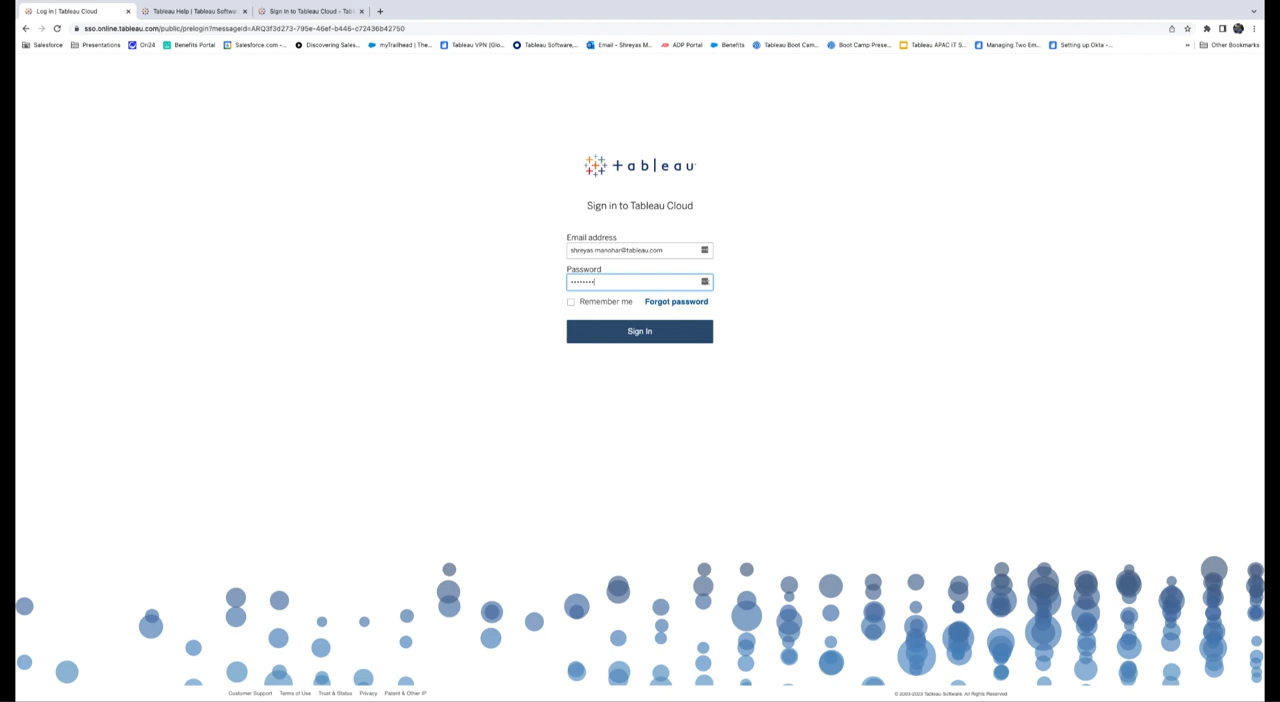 Log in | Tableau Cloud
Tableau Help | Tableau Softwa
Sign in to Tableau Cloud - Tab
sso.online.tableau.com/public/prelogin?messageId=ARQ3f3d273-795e-46ef-b446-c72436b42750
Salesforce Presentations On24 Benefits Portal Salesforce.com -... Discovering Sales... myTrailhead | The... Tableau VPN (Glo... Tableau Software,... Email - Shreyas M... ADP Portal Benefits Tableau Boot Cam... Boot Camp Prese... Tableau APAC IT S... Managing Two Em... Setting up Okta –... » Other Bookmarks
+ableau
Sign in to Tableau Cloud
Email address
shreyas.manohar@tableau.com
Password
••••••••
Remember me Forgot password
Sign In
Customer Support Terms of Use Trust & Status Privacy Patent & Other IP
© 2003-2023 Tableau Software. All Rights Reserved